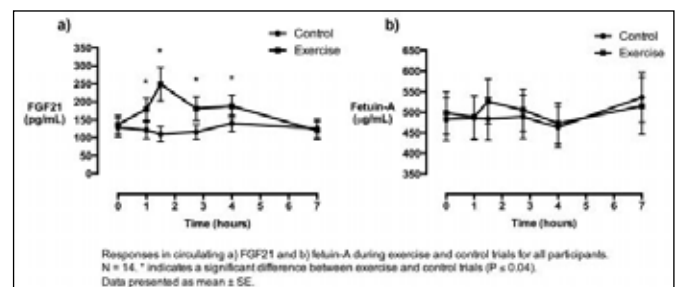 a)
Control
Exercise
350
300
250
200
150
100
50
0
FGF21
(pg/mL)
* * * *
0 1 2 3 4 5 6 7
Time (hours)
b)
Control
Exercise
650
600
550
500
450
400
350
Fetuin-A
(µg/mL)
0 1 2 3 4 5 6 7
Time (hours)
Responses in circulating a) FGF21 and b) fetuin-A during exercise and control trials for all participants.
N = 14. * indicates a significant difference between exercise and control trials (P ≤ 0.04).
Data presented as mean ± SE.